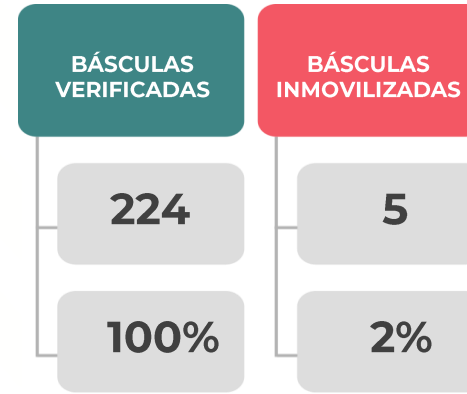 BÁSCULAS
VERIFICADAS
224
100%
BÁSCULAS
INMOVILIZADAS
5
2%